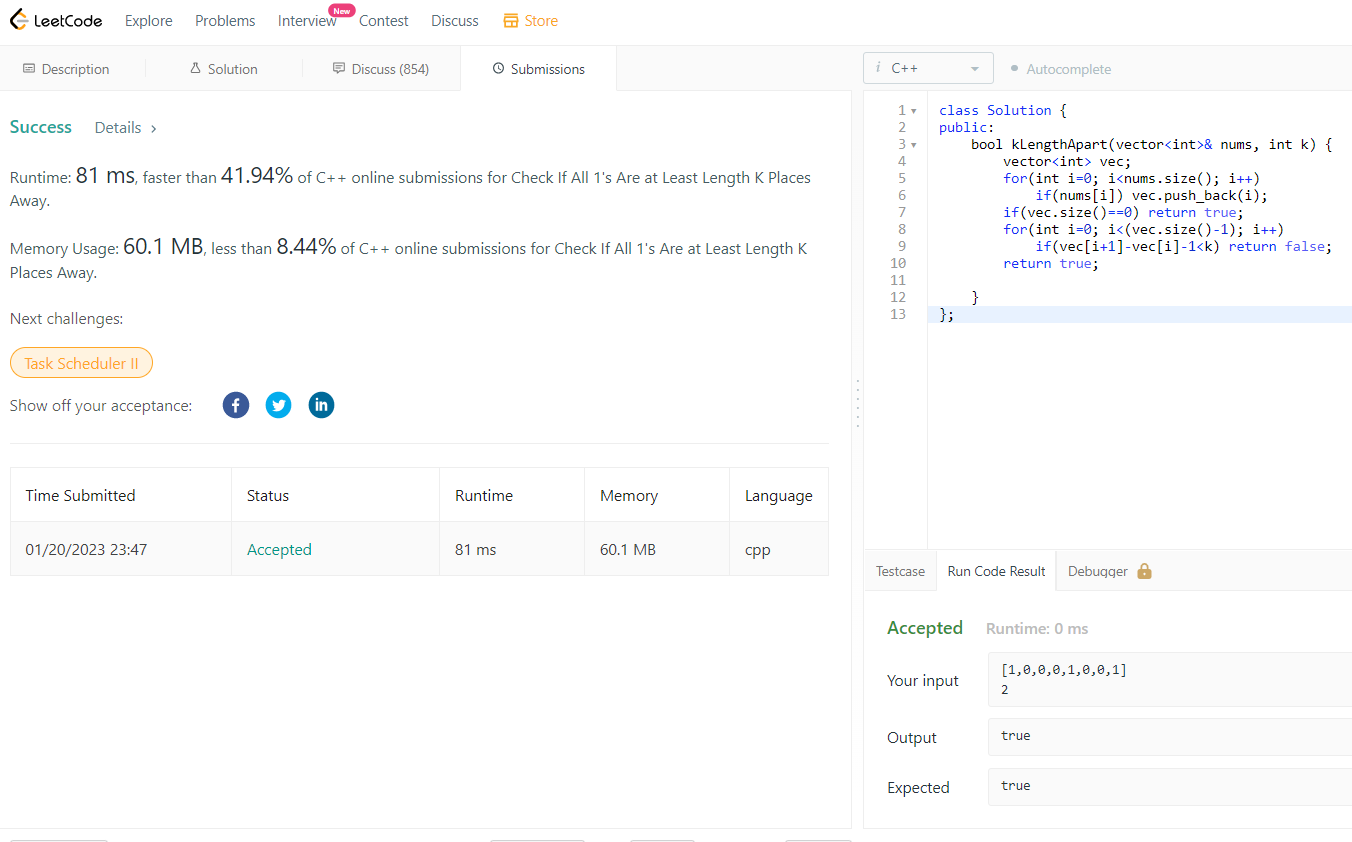 LeetCode Explore Problems Interview New Contest Discuss Store
Description Solution Discuss (854) Submissions
Success Details
Runtime: 81 ms, faster than 41.94% of C++ online submissions for Check If All 1's Are at Least Length K Places
Away.
Memory Usage: 60.1 MB, less than 8.44% of C++ online submissions for Check If All 1's Are at Least Length K
Places Away.
Next challenges:
Task Scheduler II
Show off your acceptance:
Time Submitted Status Runtime Memory Language
01/20/2023 23:47 Accepted 81 ms 60.1 MB cpp
i C++ Autocomplete
1 class Solution {
2 public:
3     bool kLengthApart(vector<int>& nums, int k) {
4         vector<int> vec;
5         for(int i=0; i<nums.size(); i++)
6             if(nums[i]) vec.push_back(i);
7         if(vec.size()==0) return true;
8         for(int i=0; i<(vec.size()-1); i++)
9             if(vec[i+1]-vec[i]-1<k) return false;
10         return true;
11
12     }
13 };
Testcase Run Code Result Debugger
Accepted Runtime: 0 ms
Your input
[1,0,0,0,1,0,0,1]
2
Output true
Expected true